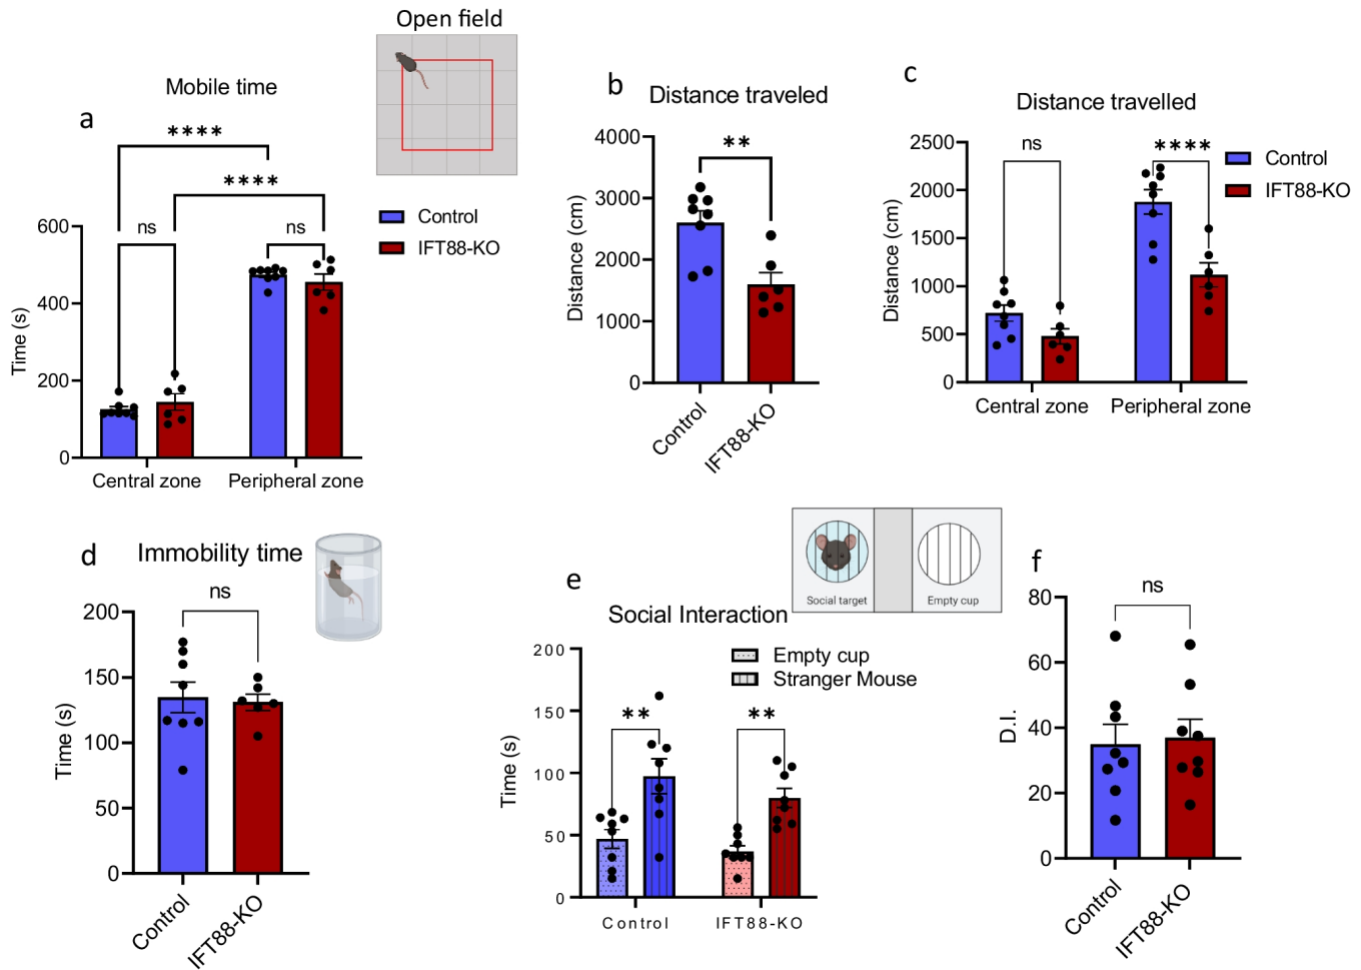 Open field
a
Mobile time
****
****
ns
ns
Control
IFT88-KO
Time (s)
600
400
200
0
Central zone
Peripheral zone
b
Distance traveled
**
Distance (cm)
4000
3000
2000
1000
0
Control
IFT88-KO
c
Distance travelled
ns
****
Control
IFT88-KO
Distance (cm)
2500
2000
1500
1000
500
0
Central zone
Peripheral zone
d
Immobility time
ns
Time (s)
200
150
100
50
0
Control
IFT88-KO
e
Social target
Empty cup
Social Interaction
Empty cup
Stranger Mouse
**
**
Time (s)
200
150
100
50
0
Control
IFT88-KO
f
ns
D.I.
80
60
40
20
0
Control
IFT88-KO